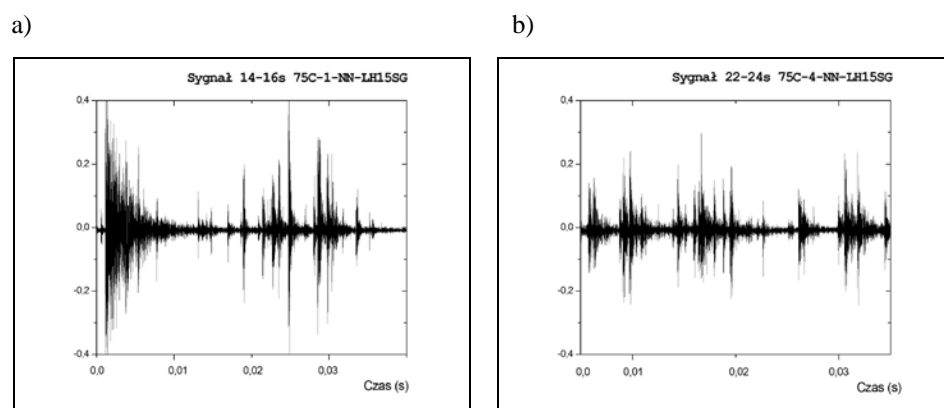 a)
b)
Sygnał 14-16s 75C-1-NN-LH15SG
0,4
0,2
0,0
-0,2
-0,4
0,0 0,01 0,02 0,03
Czas (s)
Sygnał 22-24s 75C-4-NN-LH15SG
0,4
0,2
0,0
-0,2
-0,4
0,0 0,01 0,02 0,03
Czas (s)